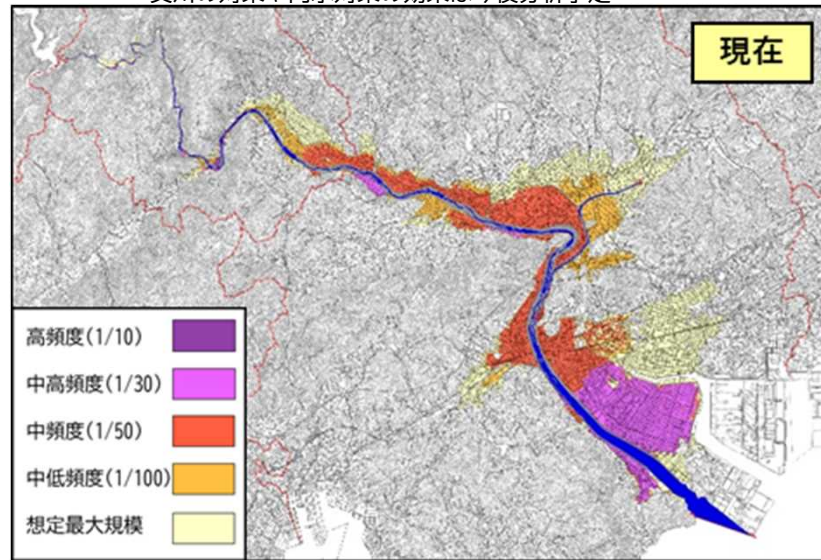 現在
高頻度(1/10)
中高頻度(1/30)
中頻度(1/50)
中低頻度(1/100)
想定最大規模